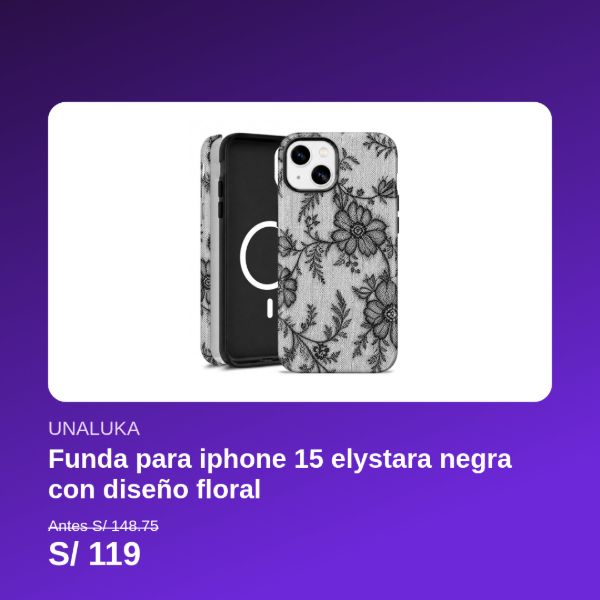 UNALUKA
Funda para iphone 15 elystara negra
con diseño floral
Antes S/ 148.75
S/ 119